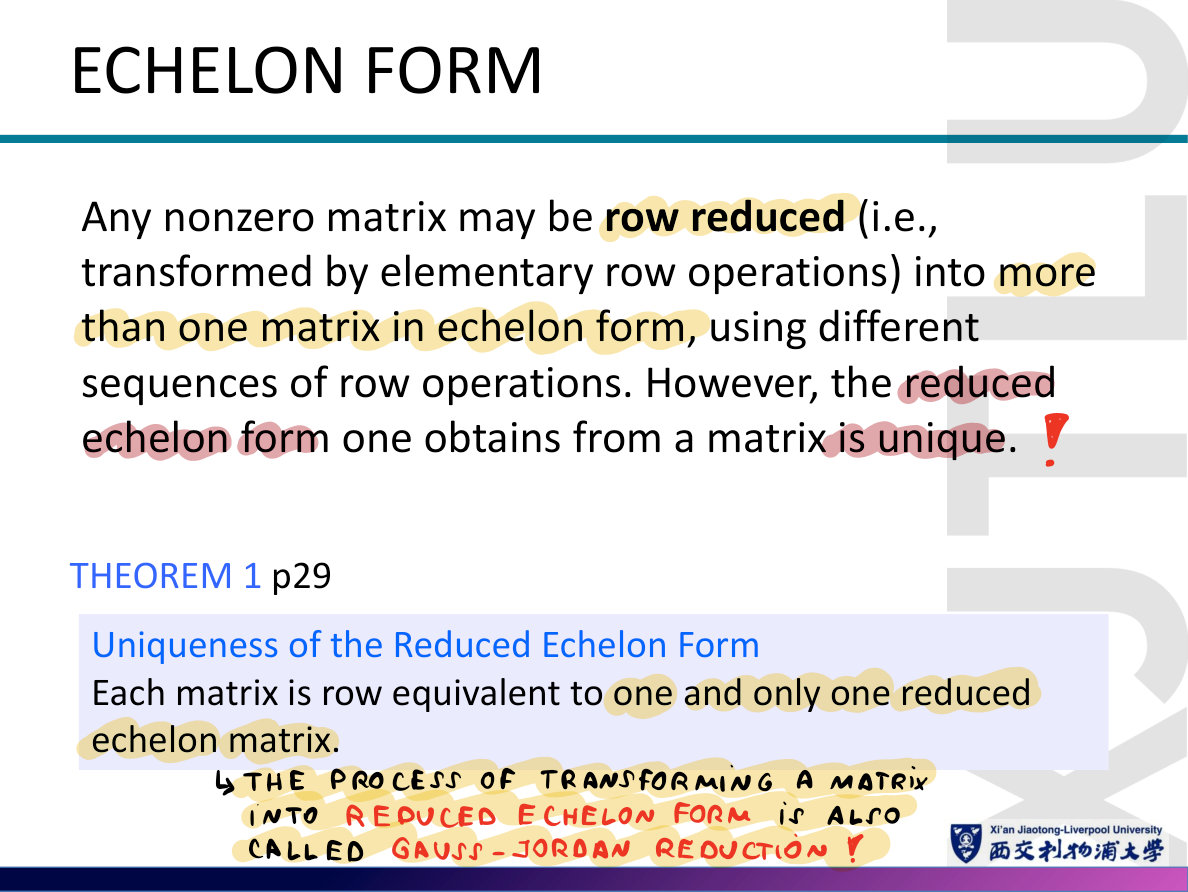 ECHELON FORM
Any nonzero matrix may be row reduced (i.e.,
transformed by elementary row operations) into more
than one matrix in echelon form, using different
sequences of row operations. However, the reduced
echelon form one obtains from a matrix is unique. !
THEOREM 1 p29
Uniqueness of the Reduced Echelon Form
Each matrix is row equivalent to one and only one reduced
echelon matrix.
↳ THE PROCESS OF TRANSFORMING A MATRIX
INTO REDUCED ECHELON FORM IS ALSO
CALLED GAUSS-JORDAN REDUCTION !
XJTLU
Xi'an Jiaotong-Liverpool University
西交利物浦大学